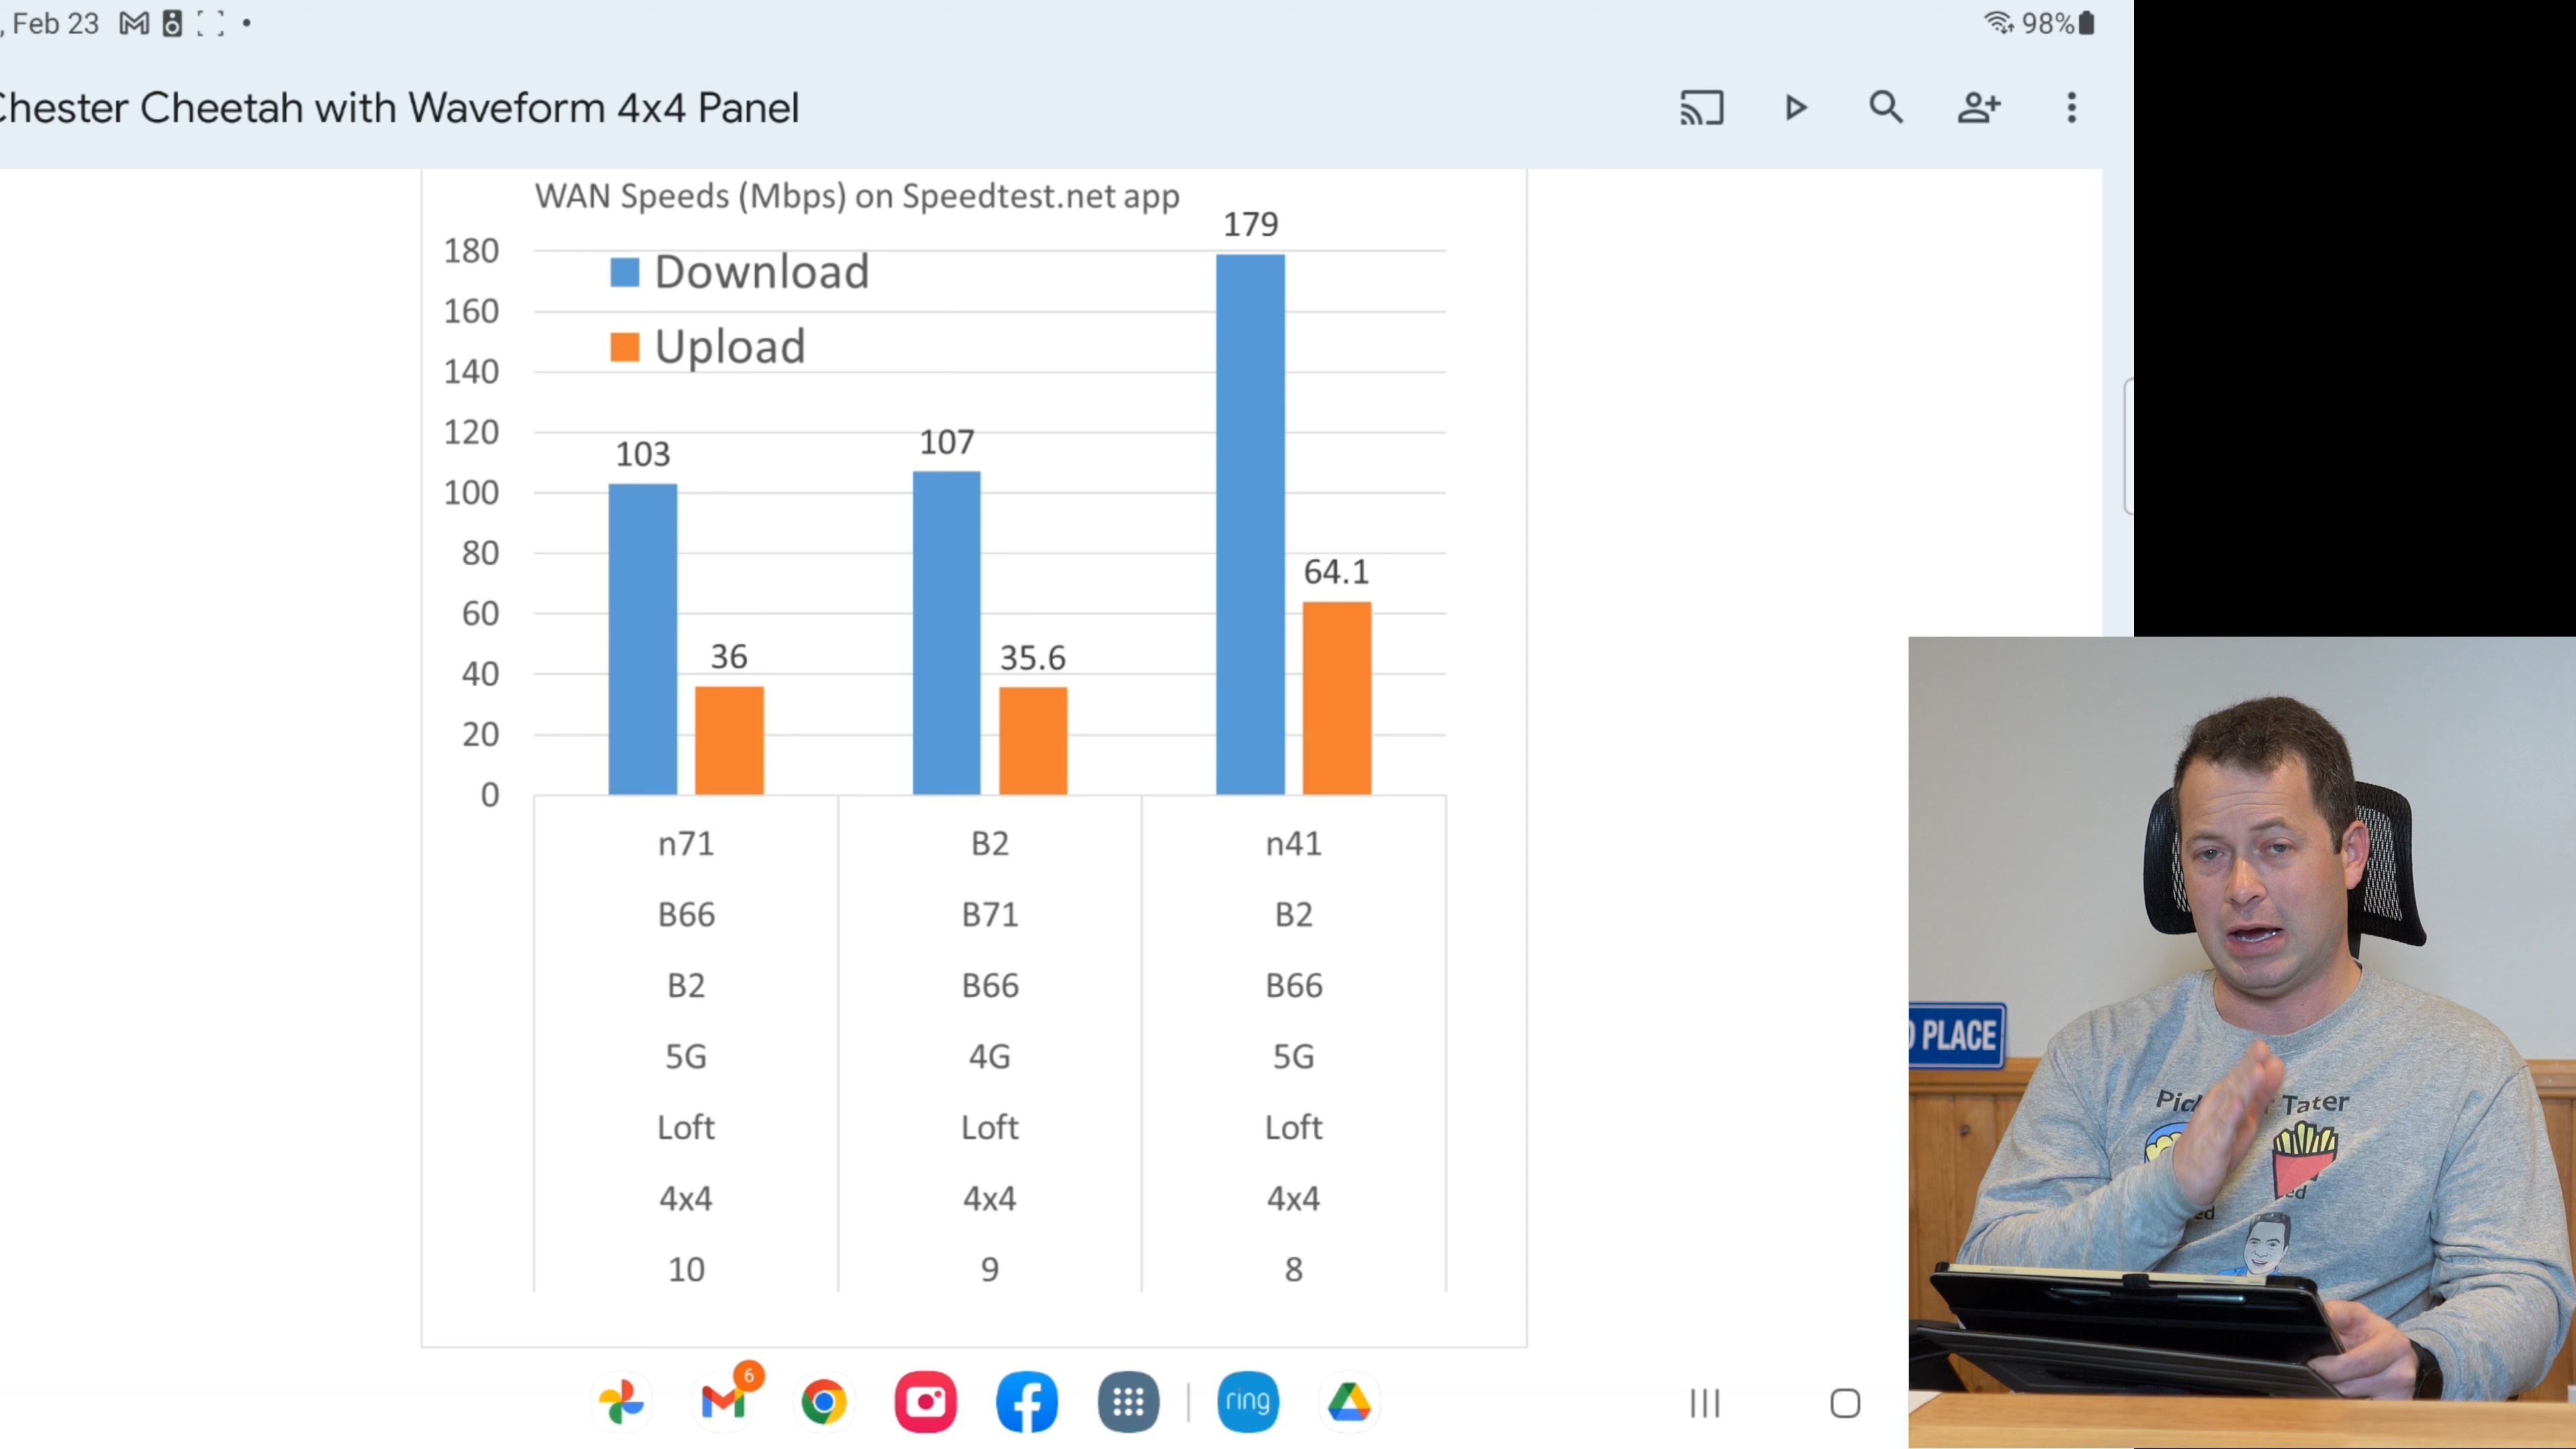 , Feb 23
98%
Chester Cheetah with Waveform 4x4 Panel
WAN Speeds (Mbps) on Speedtest.net app
179
180
Download
160
Upload
140
120
103
107
100
80
64.1
60
36
35.6
40
20
0
n71 B2 n41
B66 B71 B2
B2 B66 B66
5G 4G 5G
Loft Loft Loft
4x4 4x4 4x4
10 9 8
6
ring
PLACE
Tater
ed
ed